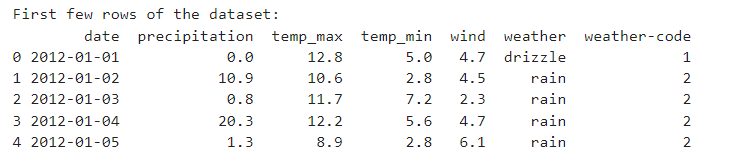 First few rows of the dataset:
date precipitation temp_max temp_min wind weather weather-code
0 2012-01-01 0.0 12.8 5.0 4.7 drizzle 1
1 2012-01-02 10.9 10.6 2.8 4.5 rain 2
2 2012-01-03 0.8 11.7 7.2 2.3 rain 2
3 2012-01-04 20.3 12.2 5.6 4.7 rain 2
4 2012-01-05 1.3 8.9 2.8 6.1 rain 2